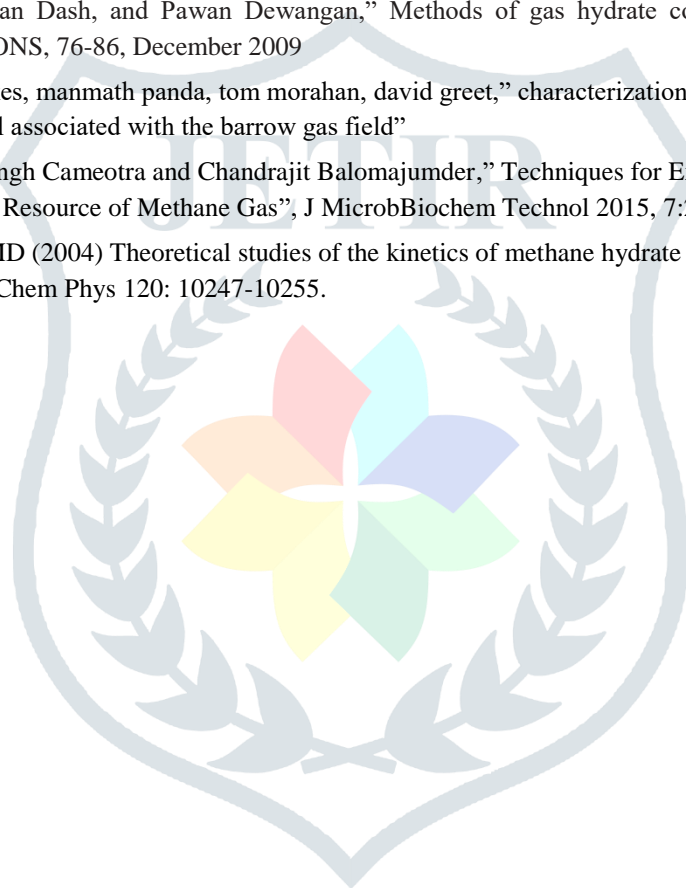 an Dash, and Pawan Dewangan,” Methods of gas hydrate co
ONS, 76-86, December 2009
es, manmath panda, tom morahan, david greet,” characterization
l associated with the barrow gas field”
ngh Cameotra and Chandrajit Balomajumder,” Techniques for E
Resource of Methane Gas”, J MicrobBiochem Technol 2015, 7:
MD (2004) Theoretical studies of the kinetics of methane hydrate
Chem Phys 120: 10247-10255.
JETIR